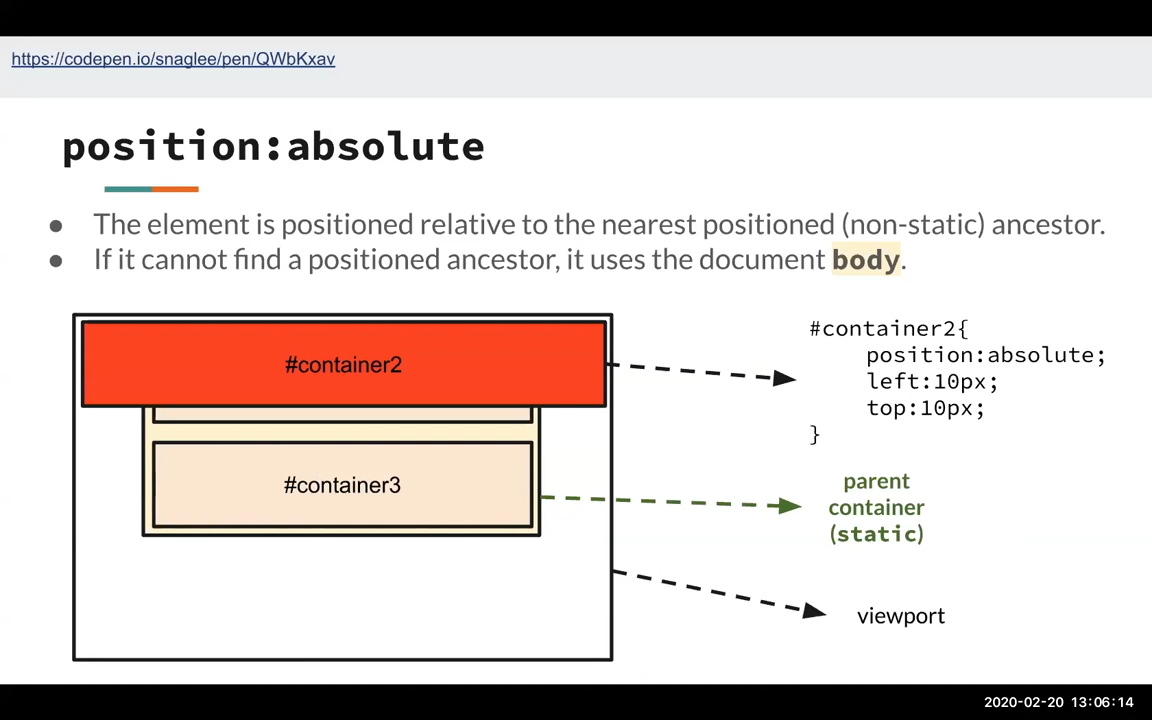 https://codepen.io/snaglee/pen/QWbKxav
position:absolute
● The element is positioned relative to the nearest positioned (non-static) ancestor.
● If it cannot find a positioned ancestor, it uses the document body.
#container2
#container3
#container2{
position:absolute;
left:10px;
top:10px;
}
parent
container
(static)
viewport
2020-02-20 13:06:14